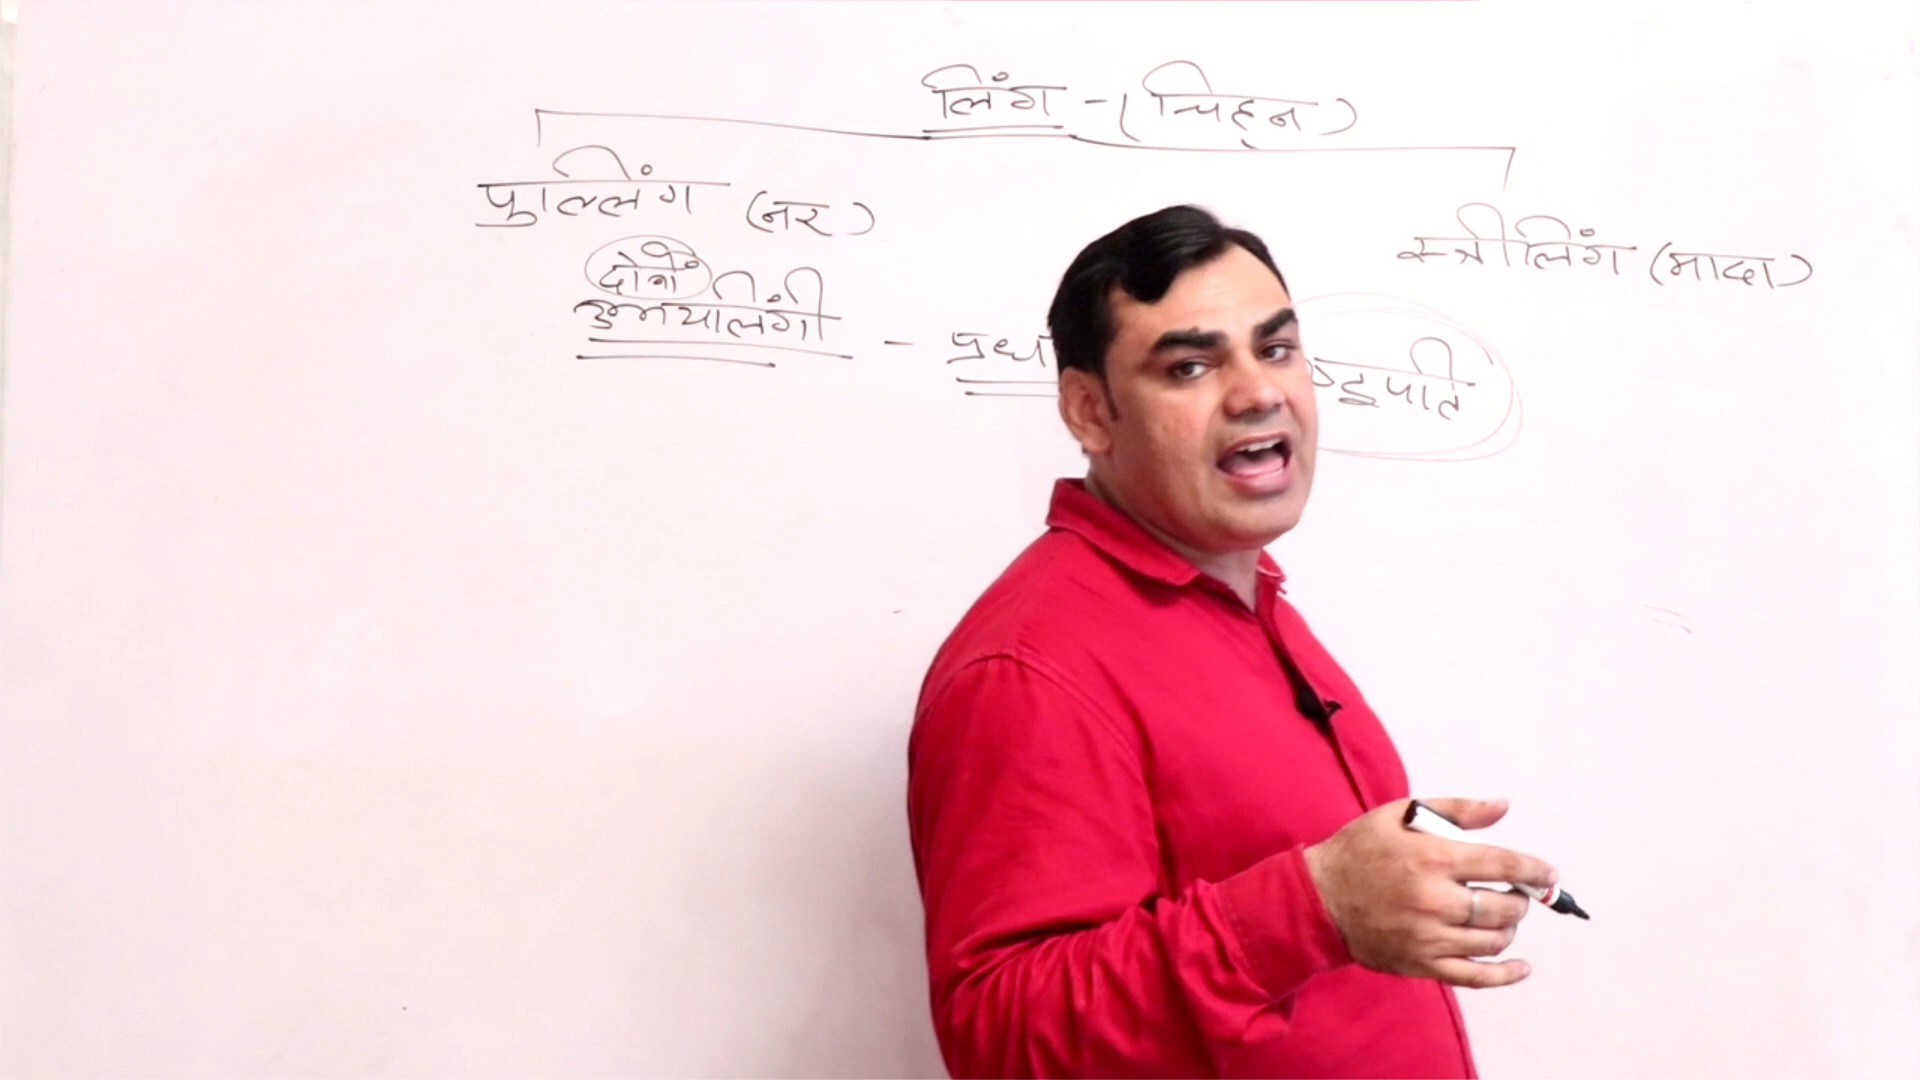 लिंग - (चिह्न)
पुल्लिंग (नर)
स्त्रीलिंग (मादा)
दोनों
उभयलिंगी -